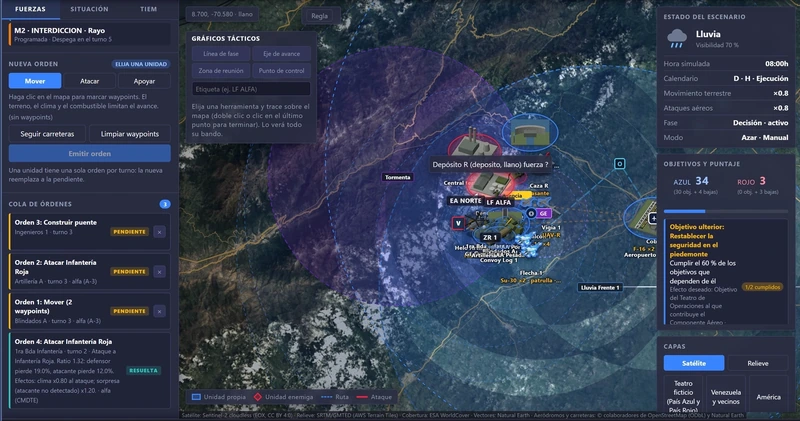 FUERZAS
SITUACIÓN
TIEM
M2 · INTERDICCION · Rayo
Programada · Despega en el turno 5
NUEVA ORDEN
ELIJA UNA UNIDAD
Mover
Atacar
Apoyar
Haga clic en el mapa para marcar waypoints. El
terreno, el clima y el combustible limitan el avance.
(sin waypoints)
Seguir carreteras
Limpiar waypoints
Emitir orden
Una unidad tiene una sola orden por turno: la nueva
reemplaza a la pendiente.
COLA DE ÓRDENES
3
Orden 3: Construir puente
Ingenieros 1 · turno 3
PENDIENTE
×
Orden 2: Atacar Infantería
Roja
Artillería A · turno 3 · alfa (A-3)
PENDIENTE
×
Orden 1: Mover (2
waypoints)
Blindados A · turno 3 · alfa (A-3)
PENDIENTE
×
Orden 4: Atacar Infantería Roja
1ra Bda Infantería · turno 2 · Ataque a
Infantería Roja. Ratio 1.32: defensor
pierde 19.0%, atacante pierde 12.0%.
Efectos: clima x0.80 al ataque; sorpresa
(atacante no detectado) x1.20. · alfa
(CMDTE)
RESUELTA
8.700, -70.580 · llano
Regla
GRÁFICOS TÁCTICOS
Línea de fase
Eje de avance
Zona de reunión
Punto de control
Etiqueta (ej. LF ALFA)
Elija una herramienta y trace sobre el
mapa (doble clic o clic en el último
punto para terminar). Lo verá todo
su bando.
Tormenta
Depósito R (deposito, llano) fuerza ?
Central
Caza R
EA NORTE
LF ALFA
V
O
GE
ZR 1
Vigía 1
Convoy Log 1
Flecha 1
Su-30 ×2 · patrulla
F-16 ×2
Aeropuerto
Lluvia Frente 1
Unidad propia
Unidad enemiga
Ruta
Ataque
ESTADO DEL ESCENARIO
Lluvia
Visibilidad 70 %
Hora simulada
08:00h
Calendario
D · H · Ejecución
Movimiento terrestre
×0.8
Ataques aéreos
×0.8
Fase
Decisión · activo
Modo
Azar · Manual
OBJETIVOS Y PUNTAJE
AZUL 34
(30 obj. + 4 bajas)
ROJO 3
(0 obj. + 3 bajas)
Objetivo ulterior:
Restablecer la
seguridad en el
piedemonte
Cumplir el 60 % de los
objetivos que
dependen de él
Efecto deseado: Objetivo
del Teatro de
Operaciones al que
contribuye el
Componente Aéreo
1/2 cumplidos
CAPAS
Satélite
Relieve
Teatro
ficticio
(País Azul y
País Rojo)
Venezuela
y vecinos
América